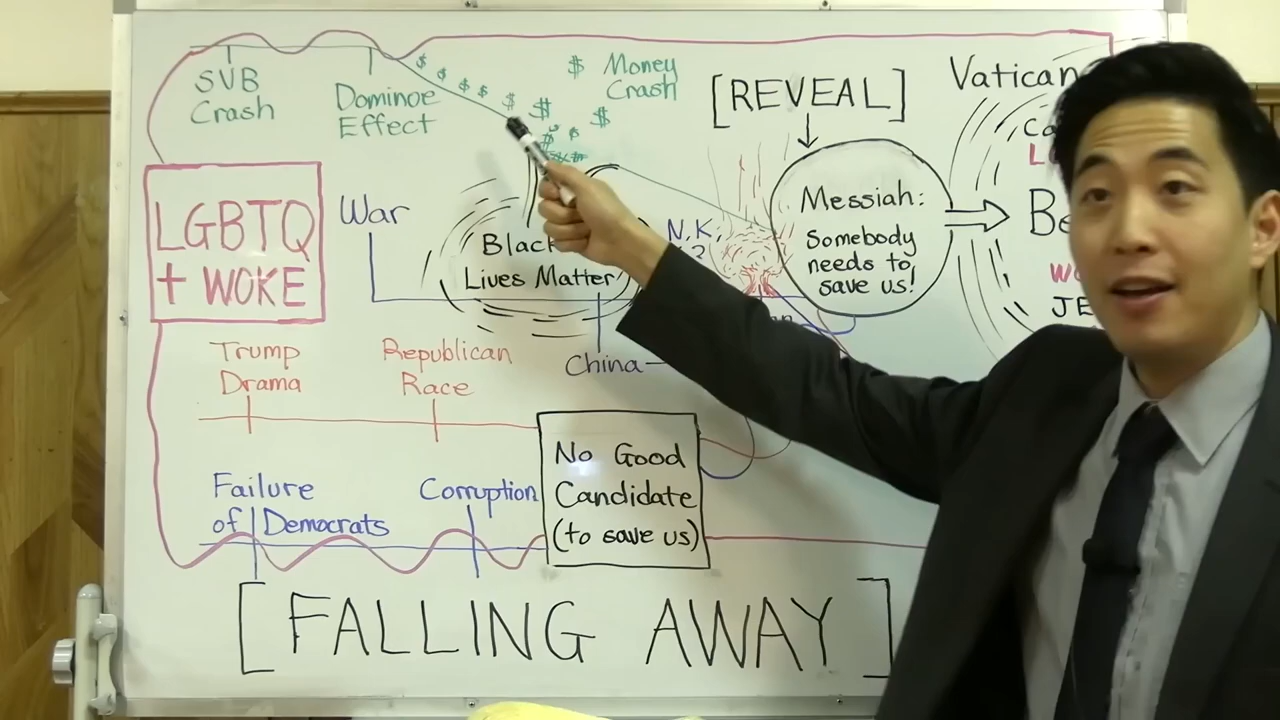 SVB
Crash
Dominoe
Effect
$ $ $ $ $ $ $ $ $ $
Money
Crash
[REVEAL]
Vatican
LGBTQ
+ WOKE
War
Black
Lives Matter
N.K.
?
China
Messiah:
Somebody
needs to
save us!
Trump
Drama
Republican
Race
Failure
of Democrats
Corruption
No Good
Candidate
(to save us)
[FALLING AWAY]